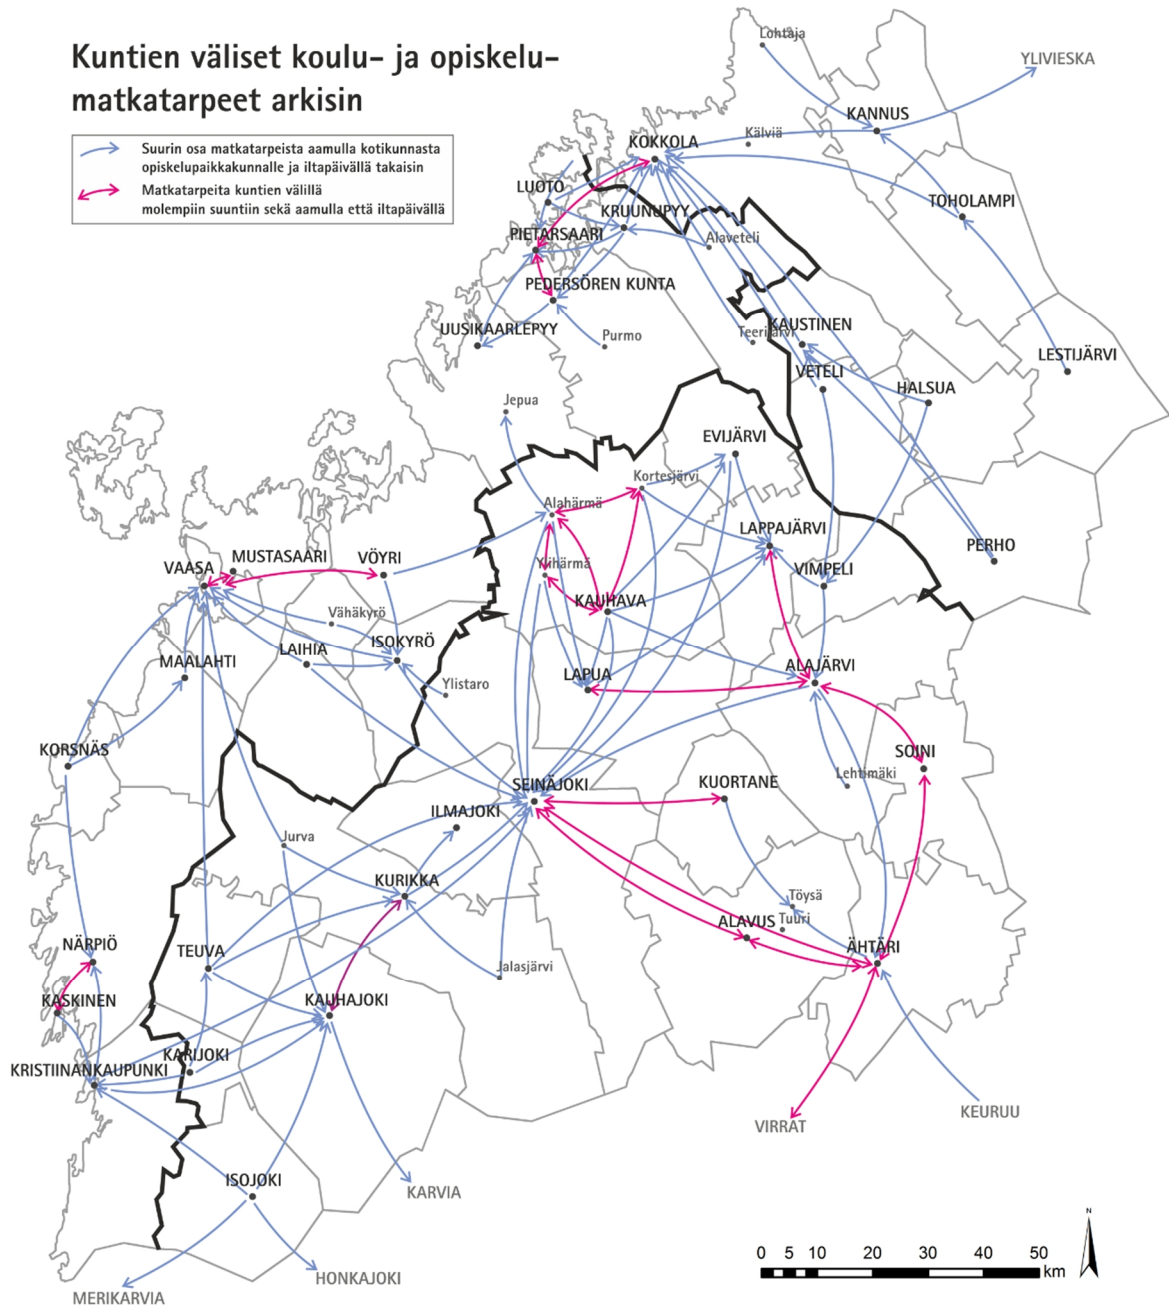 Kuntien väliset koulu- ja opiskelu-
matkatarpeet arkisin
Suurin osa matkatarpeista aamulla kotikunnasta
opiskelupaikkakunnalle ja iltapäivällä takaisin
Matkatarpeita kuntien välillä
molempiin suuntiin sekä aamulla että iltapäivällä
Lohtaja
YLIVIESKA
KANNUS
Kälviä
KOKKOLA
LUOTO
TOHOLAMPI
KRUUNUPYY
PIETARSAARI
Alaveteli
PEDERSÖREN KUNTA
UUSIKAARLEPYY
Purmo
Teerijärvi
KAUSTINEN
LESTIJÄRVI
VETELI
HALSUA
Jepua
EVIJÄRVI
Kortesjärvi
Alahärmä
LAPPAJÄRVI
PERHO
MUSTASAARI
VÖYRI
VAASA
Ylihärmä
VIMPELI
KAUHAVA
Vähäkyrö
ISOKYRÖ
LAIHIA
MAALAHTI
LAPUA
ALAJÄRVI
Ylistaro
KORSNÄS
SOINI
Lehtimäki
SEINÄJOKI
KUORTANE
ILMAJOKI
Jurva
KURIKKA
Töysä
ALAVUS
Tuuri
NÄRPIÖ
TEUVA
ÄHTÄRI
Jalasjärvi
KASKINEN
KAUHAJOKI
KARIJOKI
KRISTIINANKAUPUNKI
KEURUU
VIRRAT
ISOJOKI
KARVIA
HONKAJOKI
MERIKARVIA
N
0 5 10 20 30 40 50
km